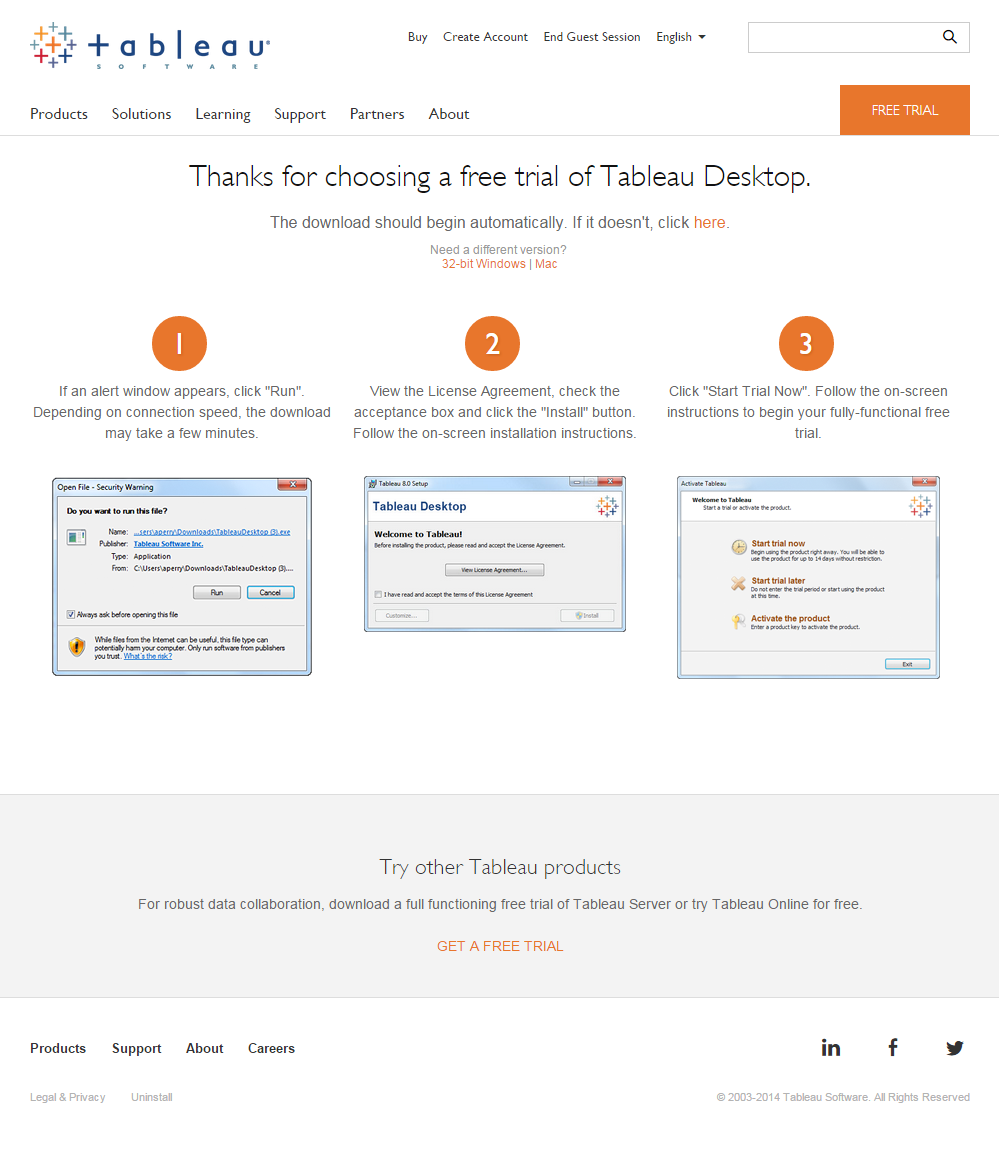 tableau®
SOFTWARE
Buy Create Account End Guest Session English
Products Solutions Learning Support Partners About
FREE TRIAL
Thanks for choosing a free trial of Tableau Desktop.
The download should begin automatically. If it doesn't, click here.
Need a different version?
32-bit Windows | Mac
1
If an alert window appears, click "Run".
Depending on connection speed, the download
may take a few minutes.
Open File - Security Warning
Do you want to run this file?
Name: ...sers\aperry\Downloads\TableauDesktop (3).exe
Publisher: Tableau Software Inc.
Type: Application
From: C:\Users\aperry\Downloads\TableauDesktop (3)....
Run Cancel
Always ask before opening this file
While files from the Internet can be useful, this file type can
potentially harm your computer. Only run software from publishers
you trust. What's the risk?
2
View the License Agreement, check the
acceptance box and click the "Install" button.
Follow the on-screen installation instructions.
Tableau 8.0 Setup
Tableau Desktop
Welcome to Tableau!
Before installing the product, please read and accept the License Agreement.
View License Agreement...
I have read and accept the terms of this License Agreement
Customize... Install
3
Click "Start Trial Now". Follow the on-screen
instructions to begin your fully-functional free
trial.
Activate Tableau
Welcome to Tableau
Start a trial or activate the product.
Start trial now
Begin using the product right away. You will be able to
use the product for up to 14 days without restriction.
Start trial later
Do not enter the trial period or start using the product
at this time.
Activate the product
Enter a product key to activate the product.
Exit
Try other Tableau products
For robust data collaboration, download a full functioning free trial of Tableau Server or try Tableau Online for free.
GET A FREE TRIAL
Products Support About Careers
Legal & Privacy Uninstall
© 2003-2014 Tableau Software. All Rights Reserved